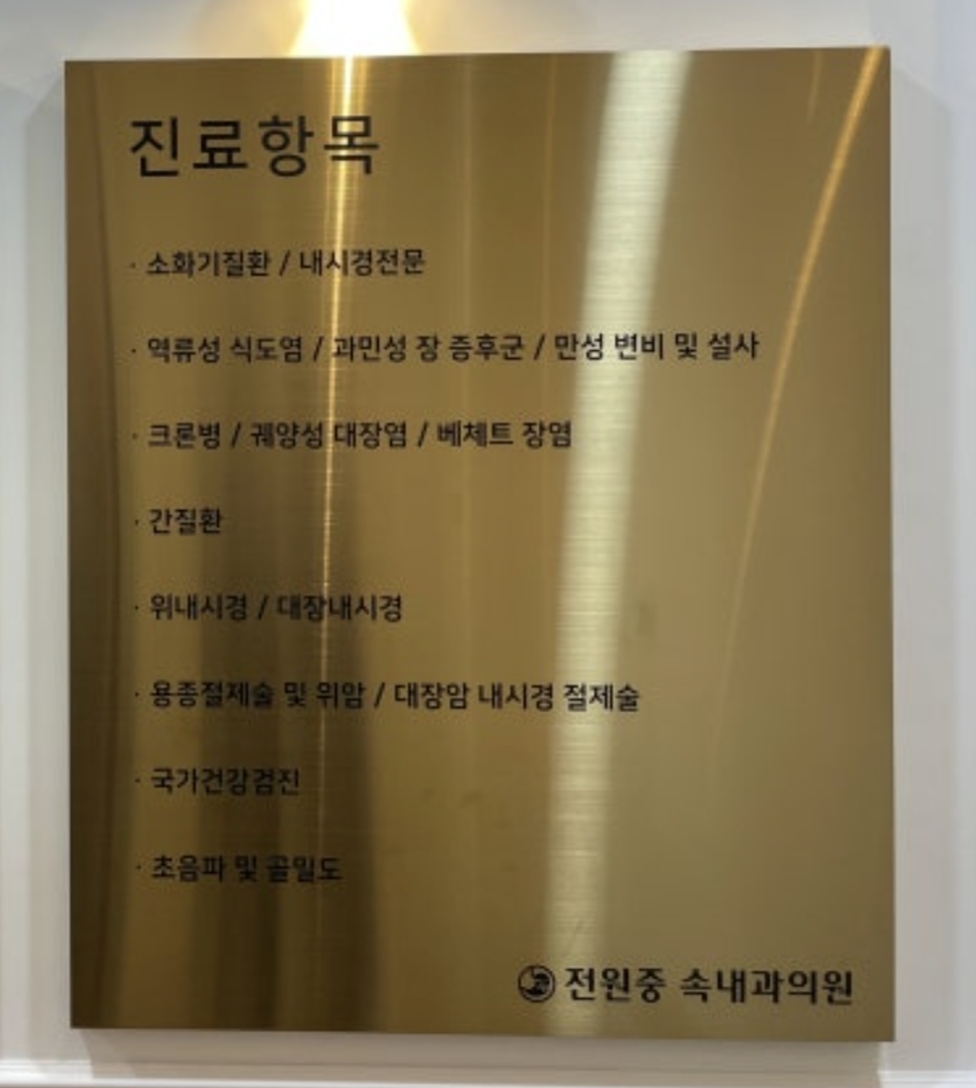 진료항목
· 소화기질환 / 내시경전문
· 역류성 식도염 / 과민성 장 증후군 / 만성 변비 및 설사
· 크론병 / 궤양성 대장염 / 베체트 장염
· 간질환
· 위내시경 / 대장내시경
· 용종절제술 및 위암 / 대장암 내시경 절제술
· 국가건강검진
· 초음파 및 골밀도
전원중 속내과의원